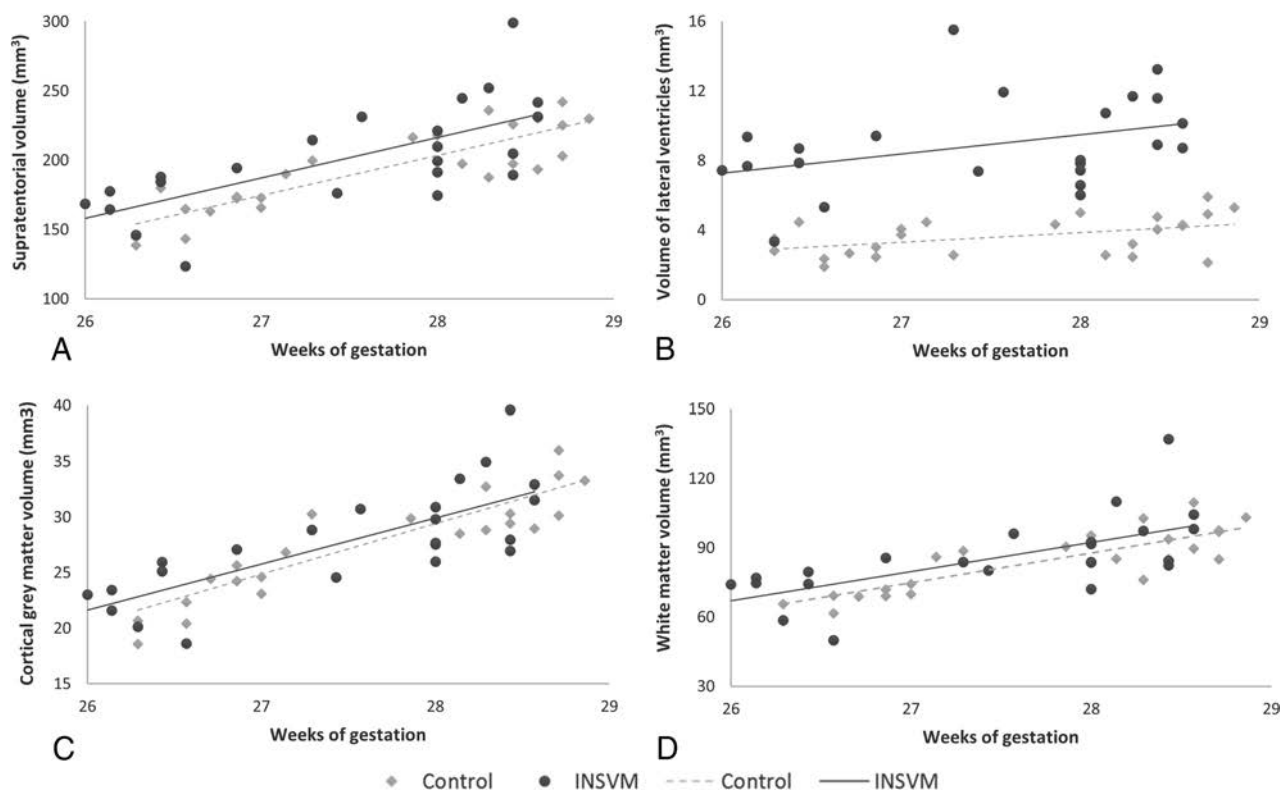 Supratentorial volume (mm³)
300
250
200
150
100
26 27 28 29
Weeks of gestation
A
Volume of lateral ventricles (mm³)
16
12
8
4
0
26 27 28 29
Weeks of gestation
B
Cortical grey matter volume (mm3)
40
35
30
25
20
15
26 27 28 29
Weeks of gestation
C
White matter volume (mm³)
150
120
90
60
30
26 27 28 29
Weeks of gestation
D
Control INSVM Control INSVM